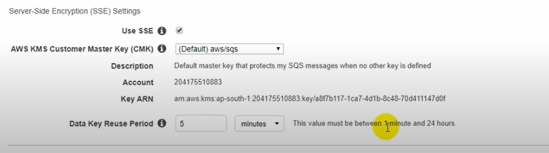 Server-Side Encryption (SSE) Settings
Use SSE
AWS KMS Customer Master Key (CMK) (Default) aws/sqs
Description Default master key that protects my SQS messages when no other key is defined
Account 204175510883
Key ARN arn:aws:kms:ap-south-1:204175510883:key/a8f7b117-1ca7-4d1b-8c48-70d411147d0f
Data Key Reuse Period 5 minutes This value must be between 1 minute and 24 hours.